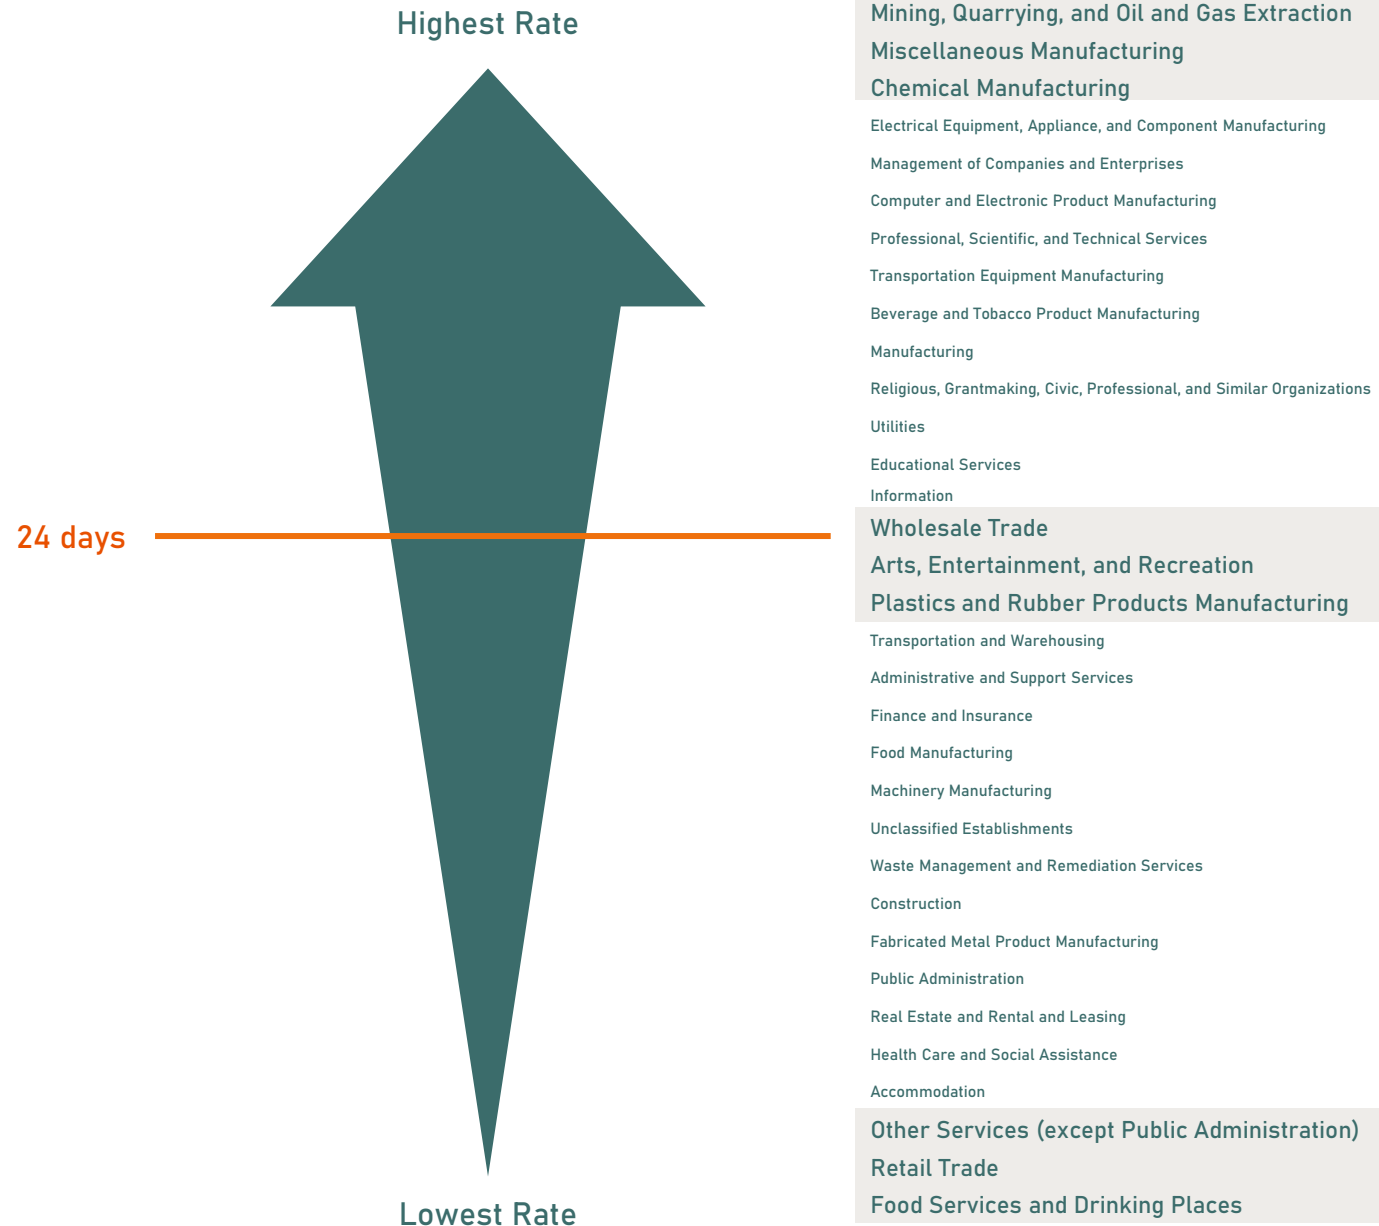 Highest Rate
24 days
Lowest Rate
Mining, Quarrying, and Oil and Gas Extraction
Miscellaneous Manufacturing
Chemical Manufacturing
Electrical Equipment, Appliance, and Component Manufacturing
Management of Companies and Enterprises
Computer and Electronic Product Manufacturing
Professional, Scientific, and Technical Services
Transportation Equipment Manufacturing
Beverage and Tobacco Product Manufacturing
Manufacturing
Religious, Grantmaking, Civic, Professional, and Similar Organizations
Utilities
Educational Services
Information
Wholesale Trade
Arts, Entertainment, and Recreation
Plastics and Rubber Products Manufacturing
Transportation and Warehousing
Administrative and Support Services
Finance and Insurance
Food Manufacturing
Machinery Manufacturing
Unclassified Establishments
Waste Management and Remediation Services
Construction
Fabricated Metal Product Manufacturing
Public Administration
Real Estate and Rental and Leasing
Health Care and Social Assistance
Accommodation
Other Services (except Public Administration)
Retail Trade
Food Services and Drinking Places